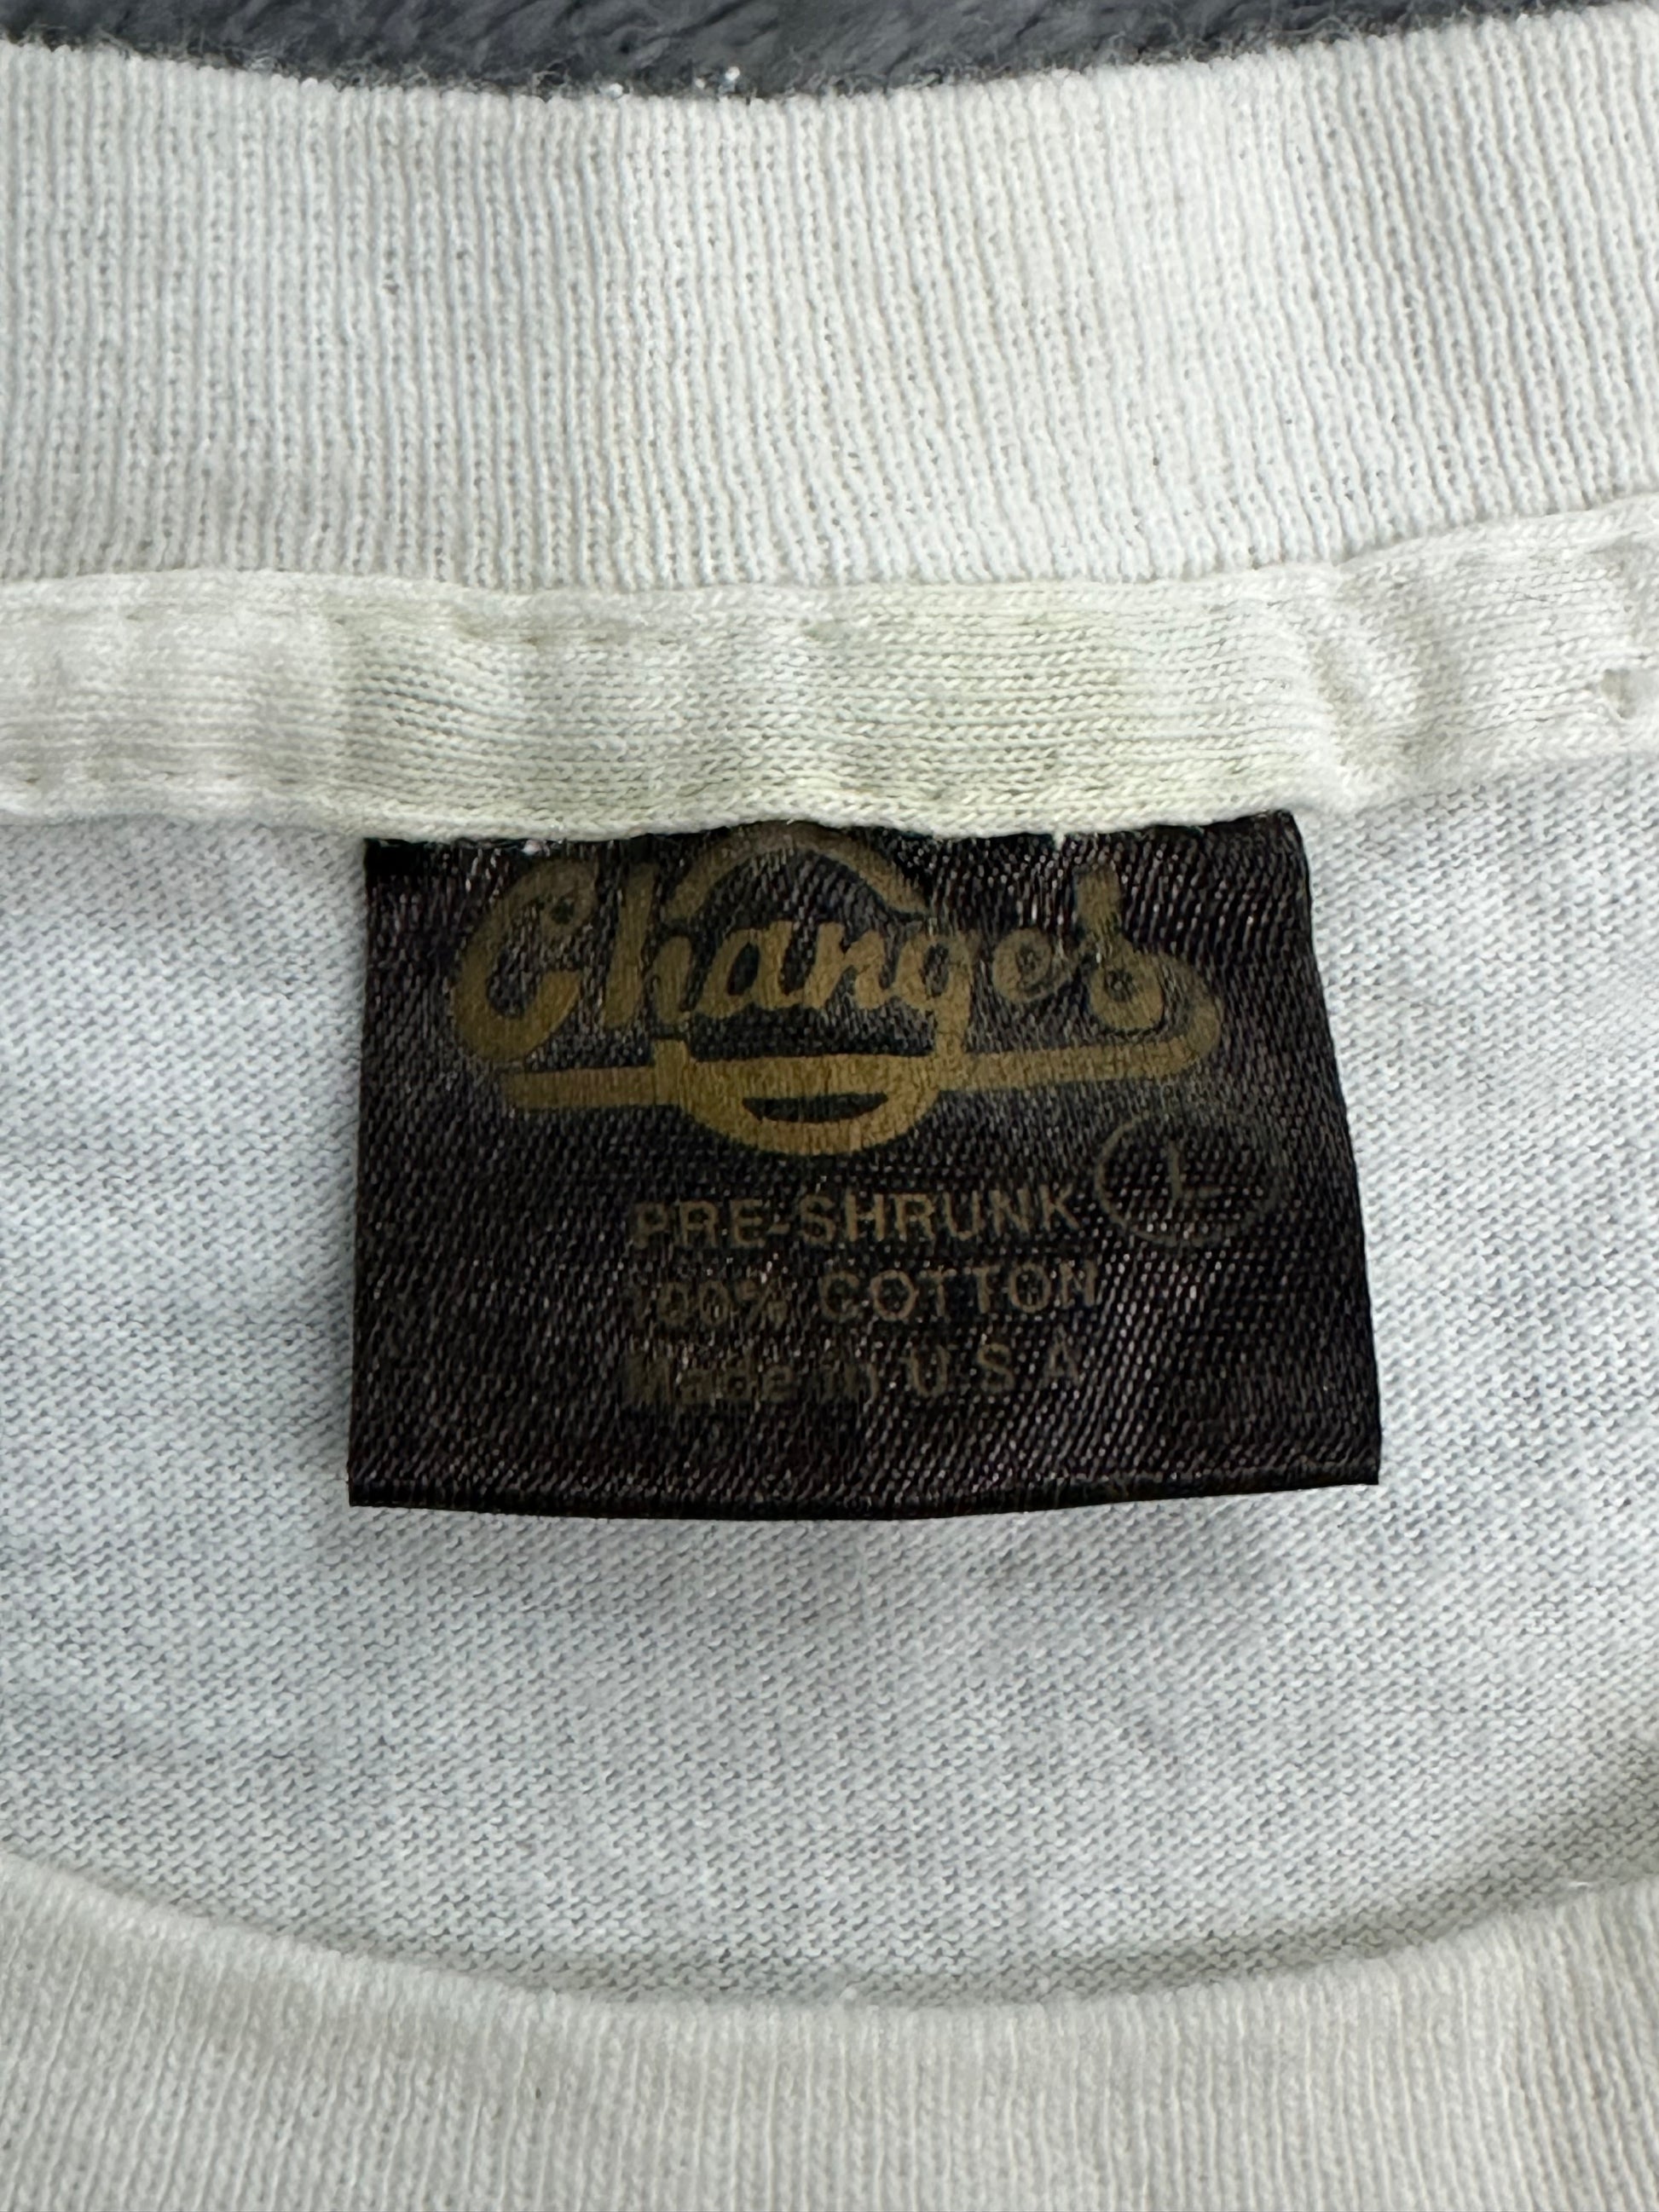 Changes
L
PRE-SHRUNK
100% COTTON
Made in U.S.A